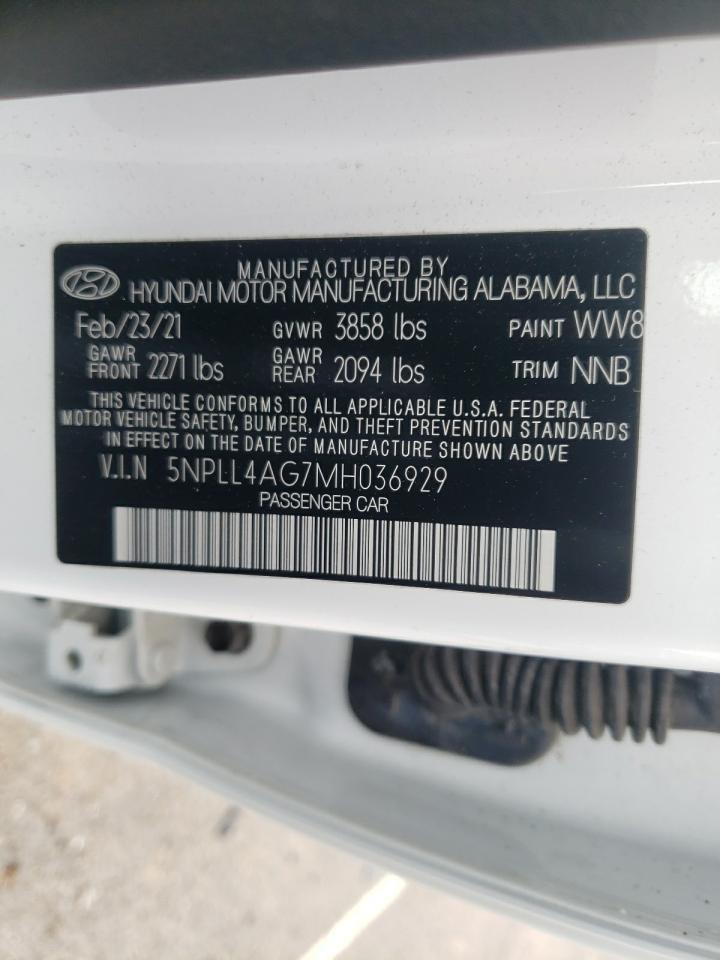 MANUFACTURED BY
HYUNDAI MOTOR MANUFACTURING ALABAMA, LLC
Feb/23/21 GVWR 3858 lbs PAINT WW8
GAWR FRONT 2271 lbs GAWR REAR 2094 lbs TRIM NNB
THIS VEHICLE CONFORMS TO ALL APPLICABLE U.S.A. FEDERAL
MOTOR VEHICLE SAFETY, BUMPER, AND THEFT PREVENTION STANDARDS
IN EFFECT ON THE DATE OF MANUFACTURE SHOWN ABOVE
V.I.N 5NPLL4AG7MH036929
PASSENGER CAR